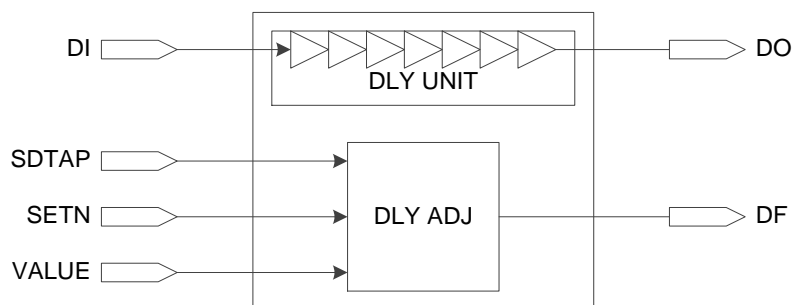 DI
DO
DLY UNIT
SDTAP
SETN
DLY ADJ
DF
VALUE